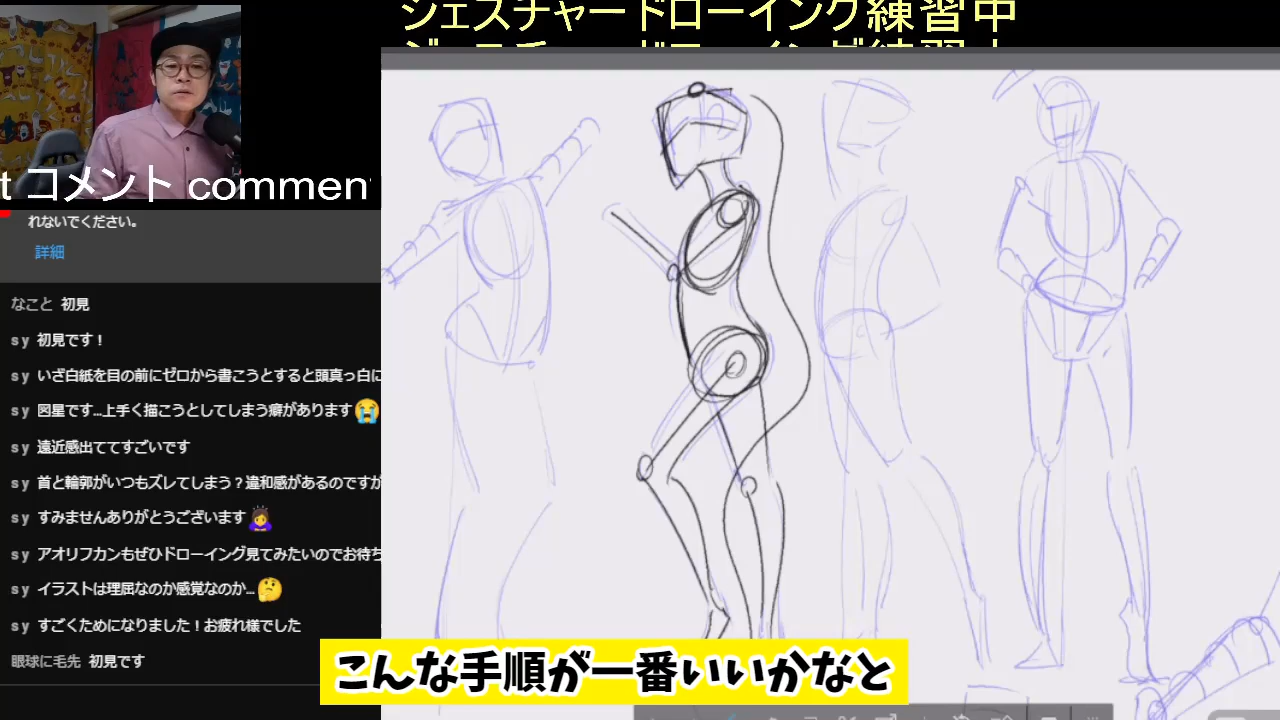 ジェスチャードローイング練習中
t コメント comment
れないでください。
詳細
なこと 初見
s y 初見です！
s y いざ白紙を目の前にゼロから書こうとすると頭真っ白に
s y 図星です...上手く描こうとしてしまう癖があります😭
s y 遠近感出ててすごいです
s y 首と輪郭がいつもズレてしまう？違和感があるのですが
s y すみませんありがとうございます🙇‍♀️
s y アオリフカンもぜひドローイング見てみたいのでお待ち
s y イラストは理屈なのか感覚なのか...🤔
s y すごくためになりました！お疲れ様でした
眼球に毛先 初見です
こんな手順が一番いいかなと